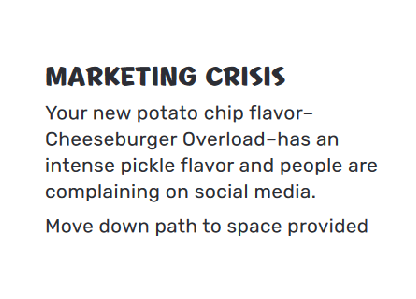 MARKETING CRISIS
Your new potato chip flavor–
Cheeseburger Overload–has an
intense pickle flavor and people are
complaining on social media.
Move down path to space provided